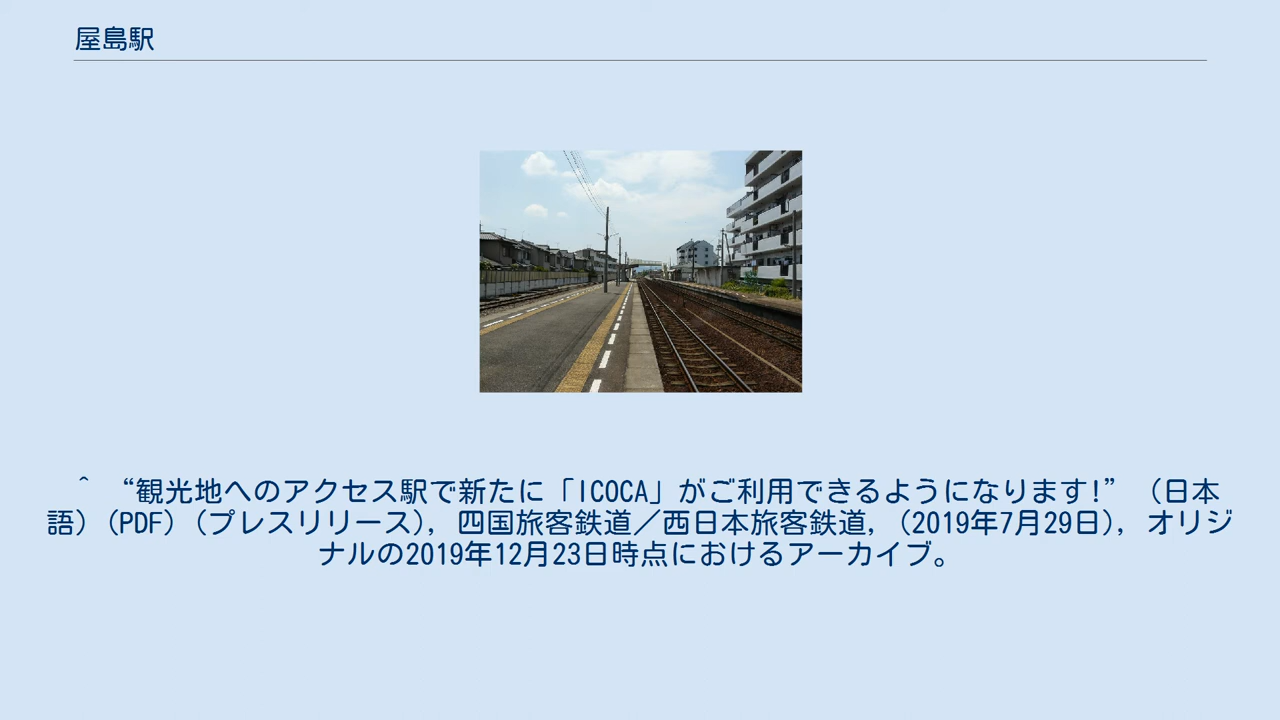 屋島駅
^ “観光地へのアクセス駅で新たに「ICOCA」がご利用できるようになります!” (日本
語) (PDF) (プレスリリース), 四国旅客鉄道／西日本旅客鉄道, (2019年7月29日), オリジ
ナルの2019年12月23日時点におけるアーカイブ。